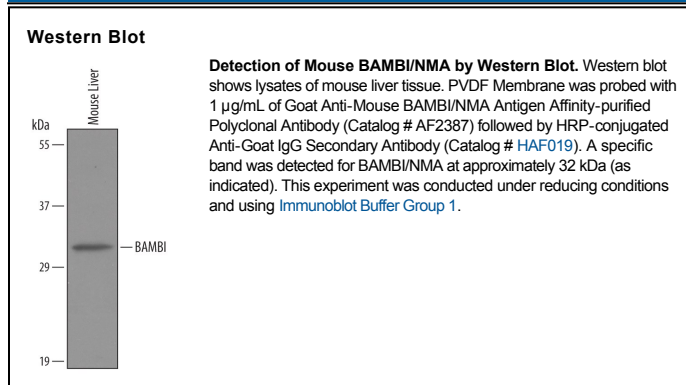 Western Blot
Mouse Liver
kDa
55
37
BAMBI
29
19
Detection of Mouse BAMBI/NMA by Western Blot. Western blot
shows lysates of mouse liver tissue. PVDF Membrane was probed with
1 µg/mL of Goat Anti-Mouse BAMBI/NMA Antigen Affinity-purified
Polyclonal Antibody (Catalog # AF2387) followed by HRP-conjugated
Anti-Goat IgG Secondary Antibody (Catalog # HAF019). A specific
band was detected for BAMBI/NMA at approximately 32 kDa (as
indicated). This experiment was conducted under reducing conditions
and using Immunoblot Buffer Group 1.